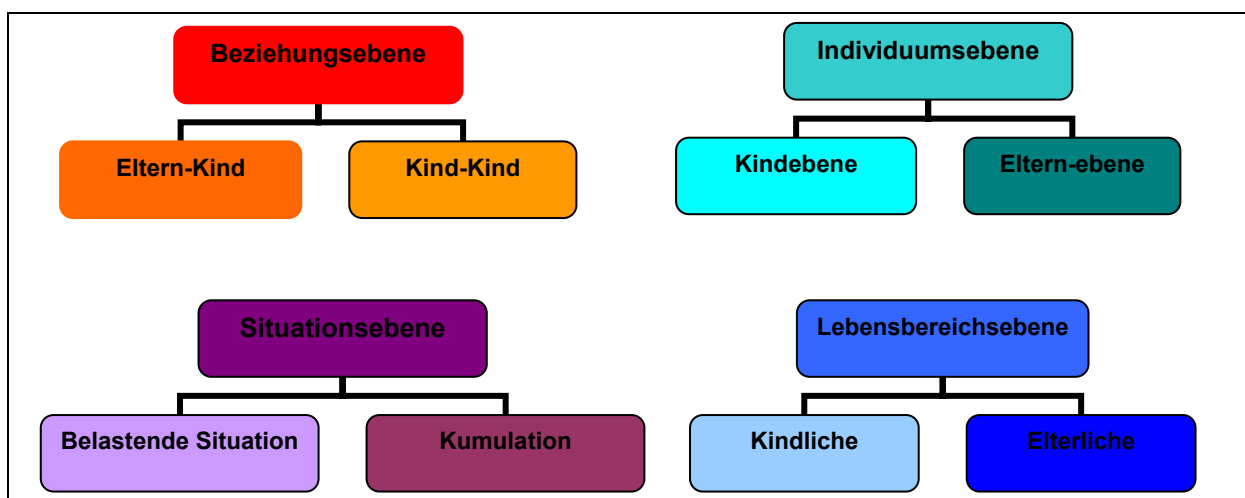 Beziehungsebene
Individuumsebene
Eltern-Kind
Kind-Kind
Kindebene
Eltern-ebene
Situationsebene
Lebensbereichsebene
Belastende Situation
Kumulation
Kindliche
Elterliche